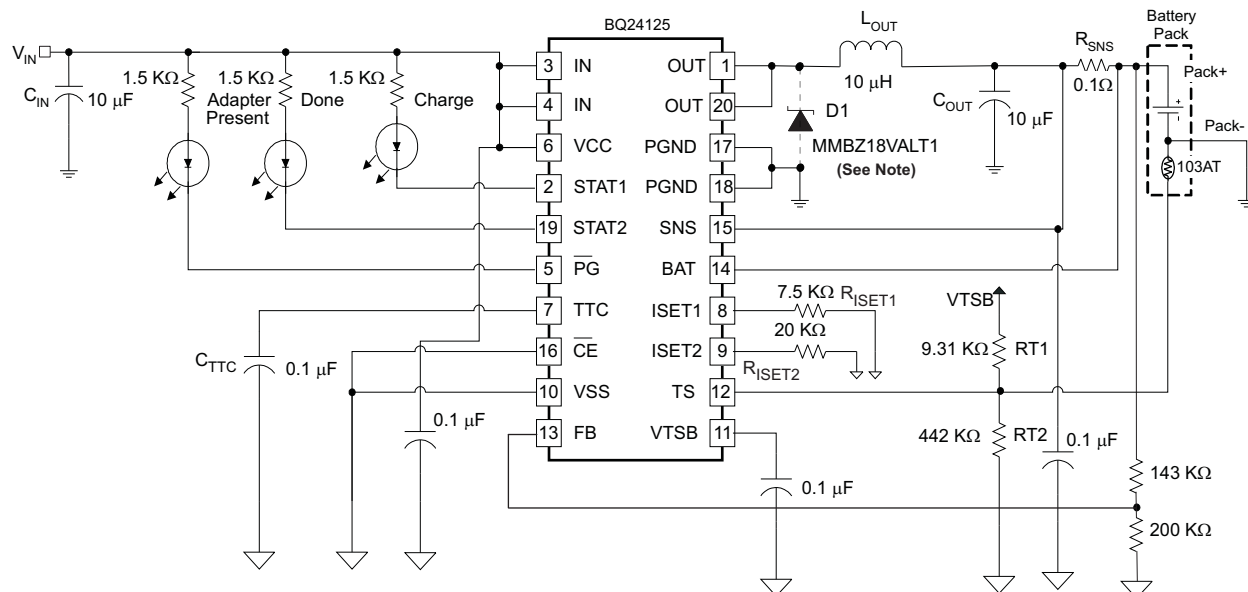 BQ24125
V_IN
C_IN
10 μF
1.5 KΩ
Adapter
Present
1.5 KΩ
Done
1.5 KΩ
Charge
3 IN
4 IN
6 VCC
2 STAT1
19 STAT2
5 PG
7 TTC
16 CE
10 VSS
13 FB
OUT 1
OUT 20
PGND 17
PGND 18
SNS 15
BAT 14
ISET1 8
ISET2 9
TS 12
VTSB 11
C_TTC
0.1 μF
0.1 μF
L_OUT
10 μH
D1
MMBZ18VALT1
(See Note)
C_OUT
10 μF
R_SNS
0.1Ω
Battery
Pack
Pack+
+
Pack-
103AT
7.5 KΩ
R_ISET1
20 KΩ
R_ISET2
VTSB
9.31 KΩ
RT1
442 KΩ
RT2
0.1 μF
0.1 μF
143 KΩ
200 KΩ